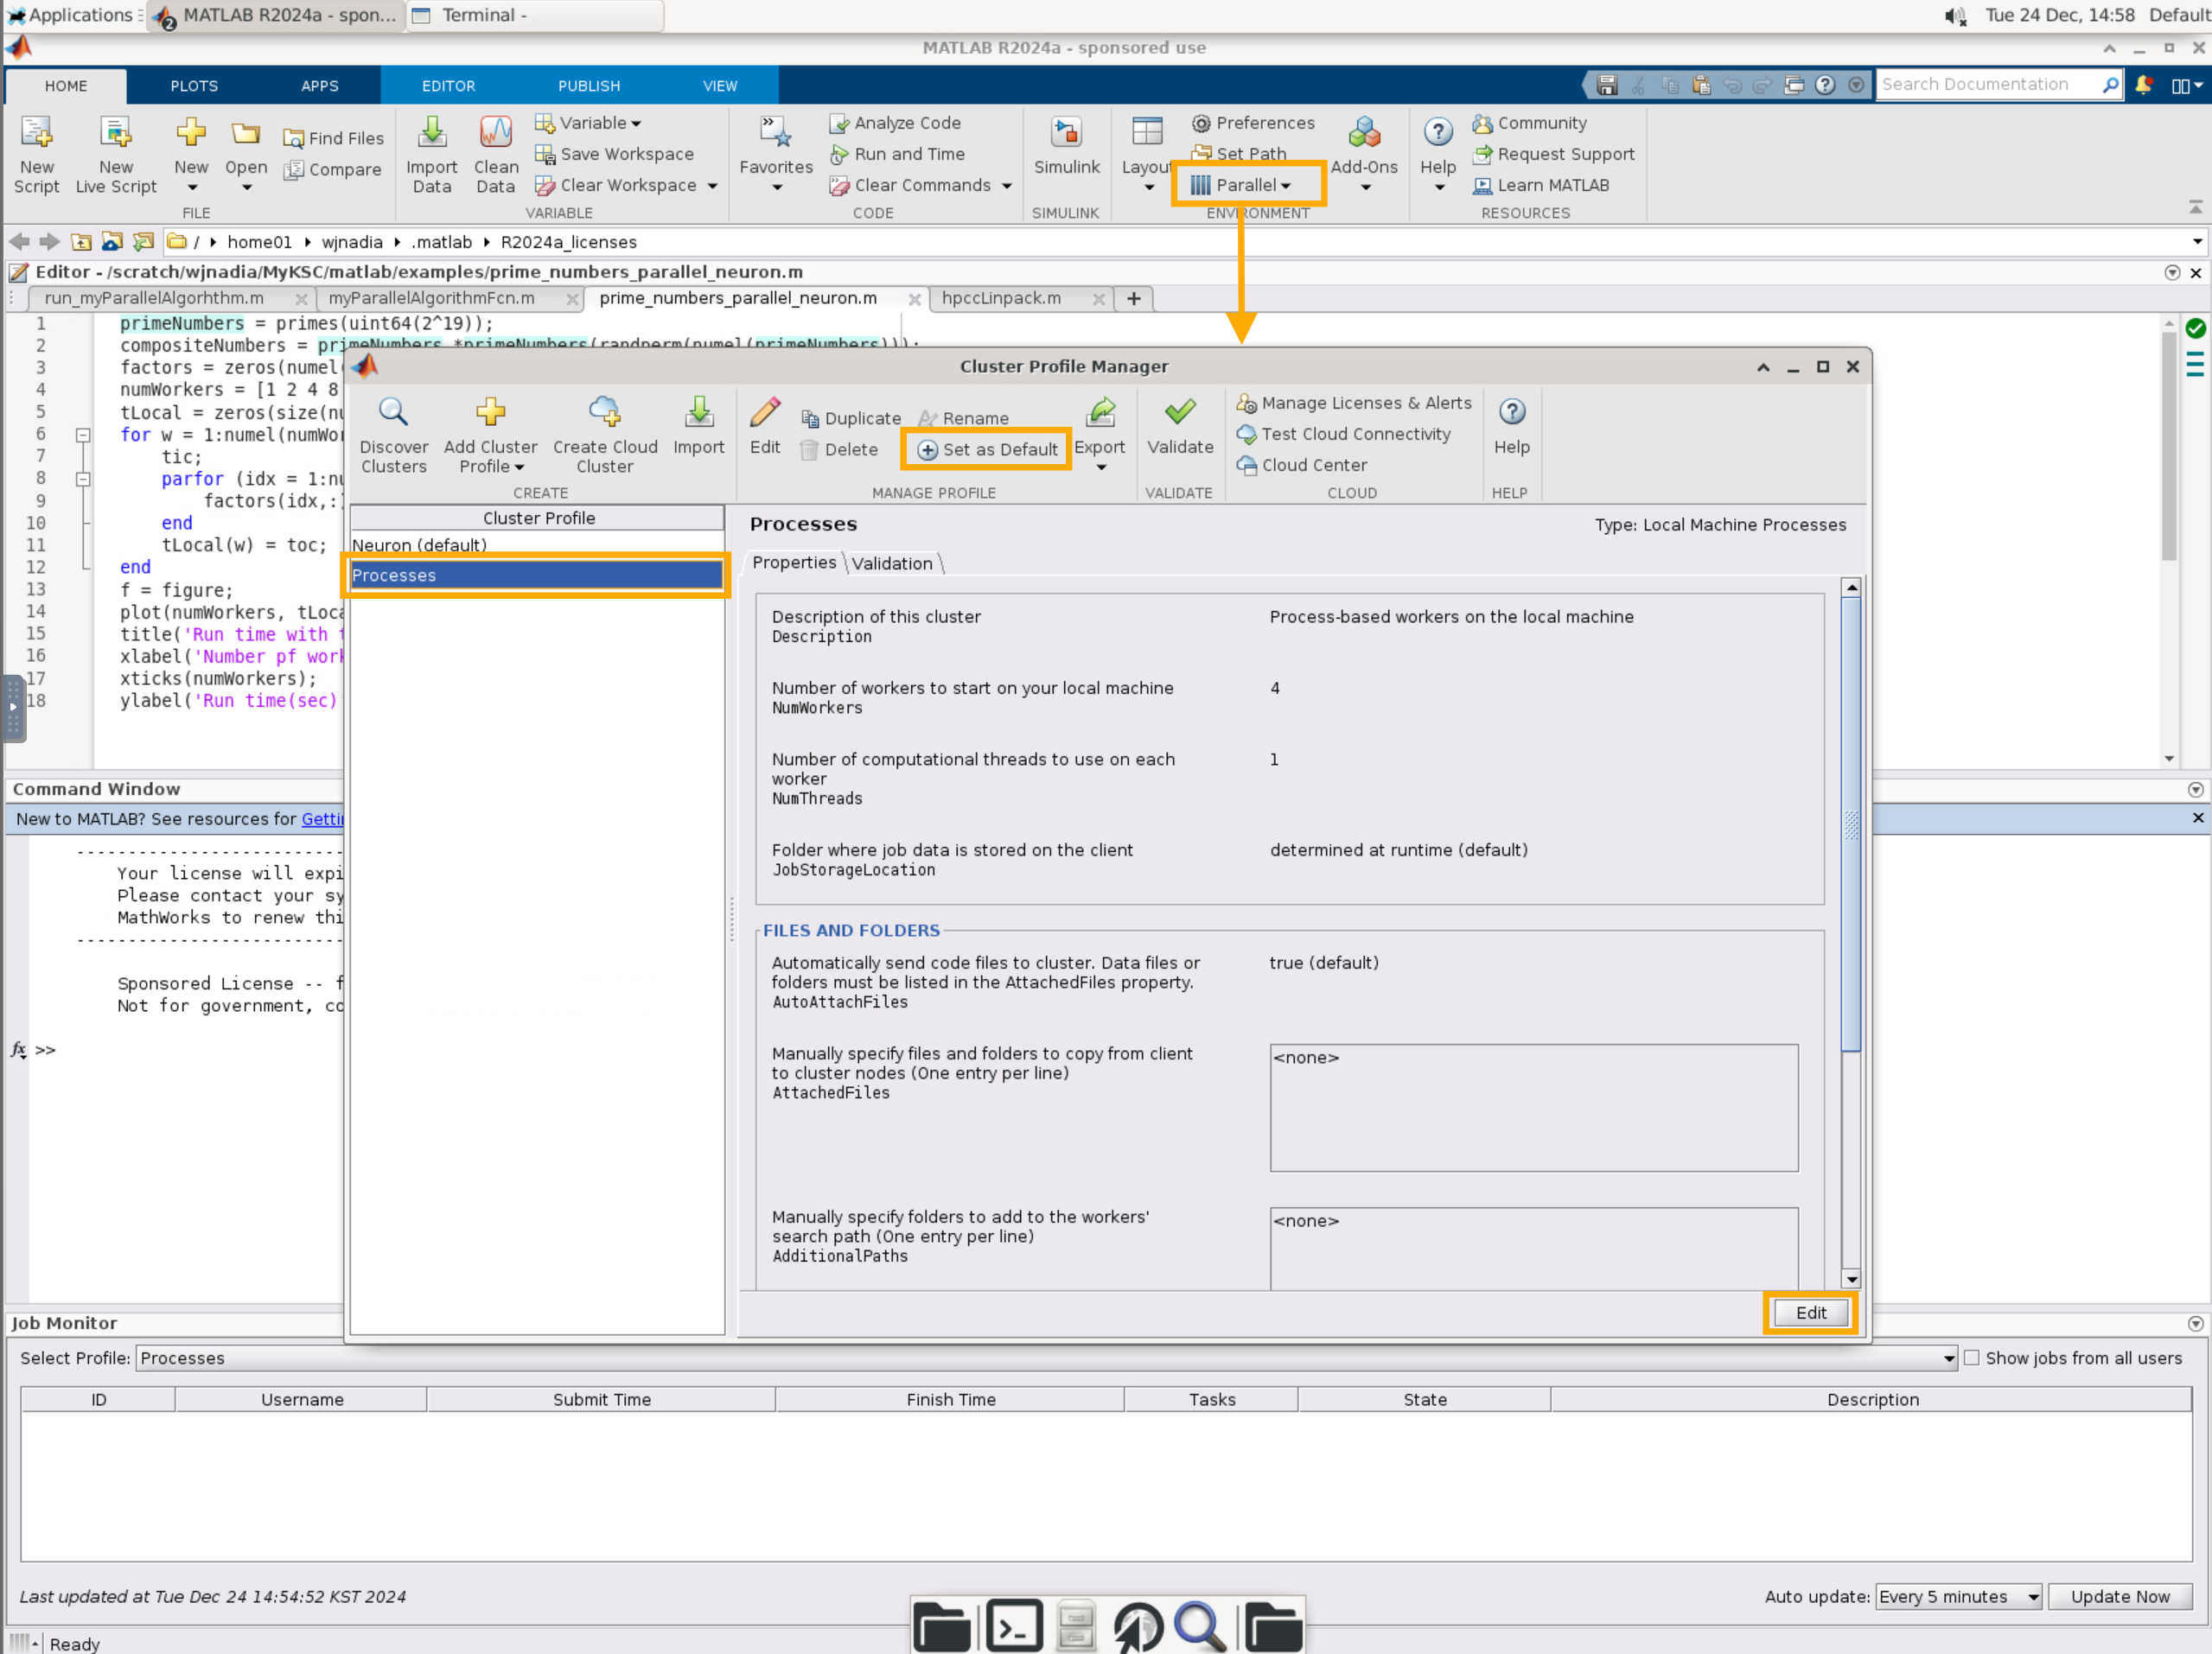 Applications
MATLAB R2024a - spon...
Terminal -
Tue 24 Dec, 14:58 Default
MATLAB R2024a - sponsored use
HOME PLOTS APPS EDITOR PUBLISH VIEW
Search Documentation
New Script
New Live Script
New
Open
Find Files
Compare
FILE
Import Data
Clean Data
Variable
Save Workspace
Clear Workspace
VARIABLE
Favorites
Analyze Code
Run and Time
Clear Commands
CODE
Simulink
SIMULINK
Layout
Preferences
Set Path
Parallel
Add-Ons
ENVIRONMENT
Help
Community
Request Support
Learn MATLAB
RESOURCES
/ home01 wjnadia .matlab R2024a_licenses
Editor - /scratch/wjnadia/MyKSC/matlab/examples/prime_numbers_parallel_neuron.m
run_myParallelAlgorhthm.m
myParallelAlgorithmFcn.m
prime_numbers_parallel_neuron.m
hpccLinpack.m
1 primeNumbers = primes(uint64(2^19));
2 compositeNumbers = primeNumbers.*primeNumbers(randperm(numel(primeNumbers)));
3 factors = zeros(numel
4 numWorkers = [1 2 4 8
5 tLocal = zeros(size(nu
6 for w = 1:numel(numWor
7 tic;
8 parfor (idx = 1:nu
9 factors(idx,:)
10 end
11 tLocal(w) = toc;
12 end
13 f = figure;
14 plot(numWorkers, tLoca
15 title('Run time with t
16 xlabel('Number pf work
17 xticks(numWorkers);
18 ylabel('Run time(sec)
Cluster Profile Manager
Discover Clusters
Add Cluster Profile
Create Cloud Cluster
Import
CREATE
Edit
Duplicate
Delete
Rename
Set as Default
Export
MANAGE PROFILE
Validate
VALIDATE
Manage Licenses & Alerts
Test Cloud Connectivity
Cloud Center
CLOUD
Help
HELP
Cluster Profile
Neuron (default)
Processes
Processes
Type: Local Machine Processes
Properties
Validation
Description of this cluster
Description
Process-based workers on the local machine
Number of workers to start on your local machine
NumWorkers
4
Number of computational threads to use on each
worker
NumThreads
1
Folder where job data is stored on the client
JobStorageLocation
determined at runtime (default)
FILES AND FOLDERS
Automatically send code files to cluster. Data files or
folders must be listed in the AttachedFiles property.
AutoAttachFiles
true (default)
Manually specify files and folders to copy from client
to cluster nodes (One entry per line)
AttachedFiles
<none>
Manually specify folders to add to the workers'
search path (One entry per line)
AdditionalPaths
<none>
Edit
Command Window
New to MATLAB? See resources for Getti
Your license will expi
Please contact your sy
MathWorks to renew thi
Sponsored License -- f
Not for government, co
fx >>
Job Monitor
Select Profile: Processes
Show jobs from all users
ID Username Submit Time Finish Time Tasks State Description
Last updated at Tue Dec 24 14:54:52 KST 2024
Auto update: Every 5 minutes
Update Now
Ready